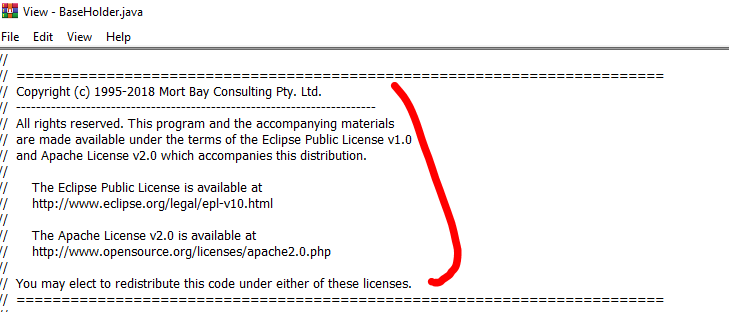 View - BaseHolder.java
File Edit View Help
//
// ========================================================================
// Copyright (c) 1995-2018 Mort Bay Consulting Pty. Ltd.
// ------------------------------------------------------------------------
// All rights reserved. This program and the accompanying materials
// are made available under the terms of the Eclipse Public License v1.0
// and Apache License v2.0 which accompanies this distribution.
//
// The Eclipse Public License is available at
// http://www.eclipse.org/legal/epl-v10.html
//
// The Apache License v2.0 is available at
// http://www.opensource.org/licenses/apache2.0.php
//
// You may elect to redistribute this code under either of these licenses.
// ========================================================================
//